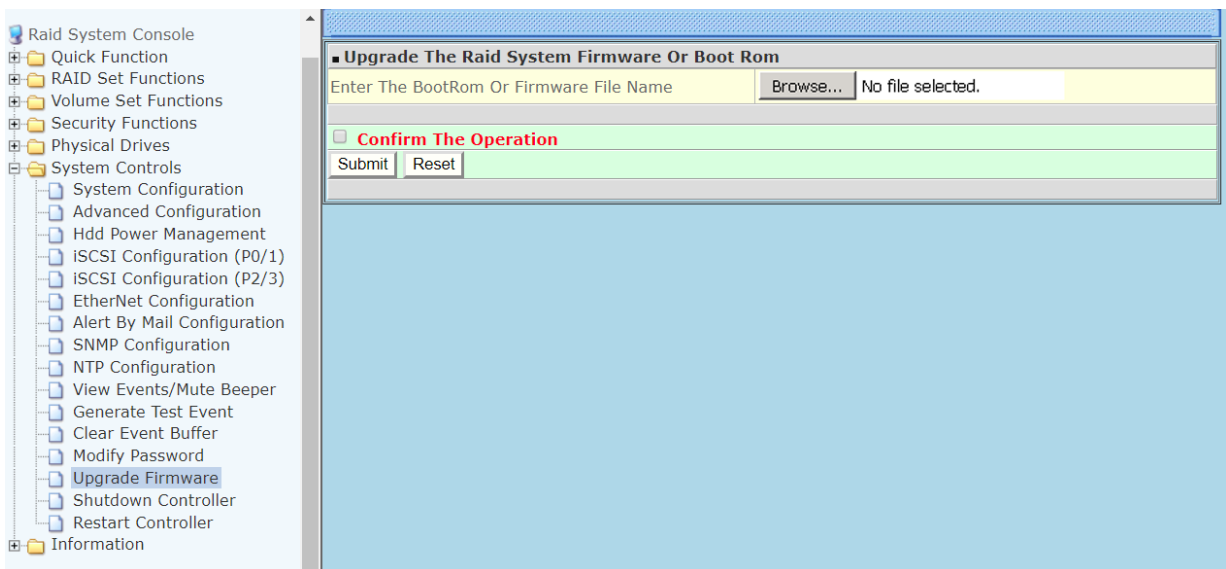 Raid System Console
Quick Function
RAID Set Functions
Volume Set Functions
Security Functions
Physical Drives
System Controls
System Configuration
Advanced Configuration
Hdd Power Management
iSCSI Configuration (P0/1)
iSCSI Configuration (P2/3)
EtherNet Configuration
Alert By Mail Configuration
SNMP Configuration
NTP Configuration
View Events/Mute Beeper
Generate Test Event
Clear Event Buffer
Modify Password
Upgrade Firmware
Shutdown Controller
Restart Controller
Information
Upgrade The Raid System Firmware Or Boot Rom
Enter The BootRom Or Firmware File Name Browse... No file selected.
Confirm The Operation
Submit Reset